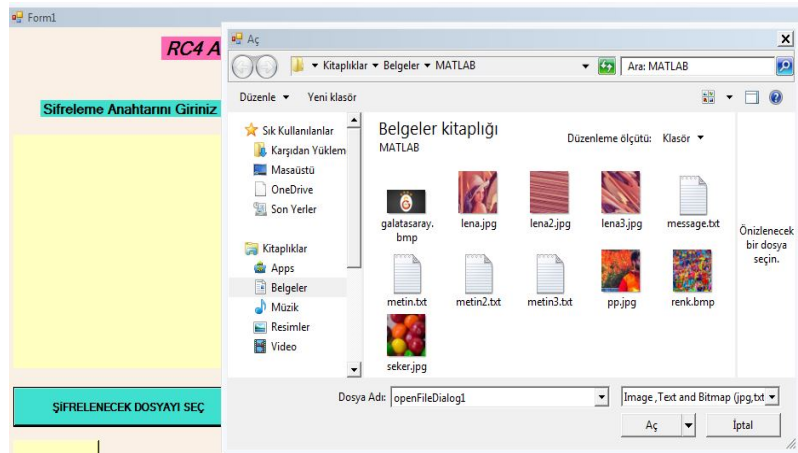 Form1
RC4 A
Sifreleme Anahtarını Giriniz
ŞİFRELENECEK DOSYAYI SEÇ
Aç
Kitaplıklar Belgeler MATLAB
Ara: MATLAB
Düzenle Yeni klasör
Sık Kullanılanlar
Karşıdan Yüklem
Masaüstü
OneDrive
Son Yerler
Kitaplıklar
Apps
Belgeler
Müzik
Resimler
Video
Belgeler kitaplığı
MATLAB
Düzenleme ölçütü: Klasör
galatasaray.
bmp
lena.jpg
lena2.jpg
lena3.jpg
message.txt
metin.txt
metin2.txt
metin3.txt
pp.jpg
renk.bmp
seker.jpg
Önizlenecek
bir dosya
seçin.
Dosya Adı: openFileDialog1
Image ,Text and Bitmap (jpg,txt
Aç
İptal